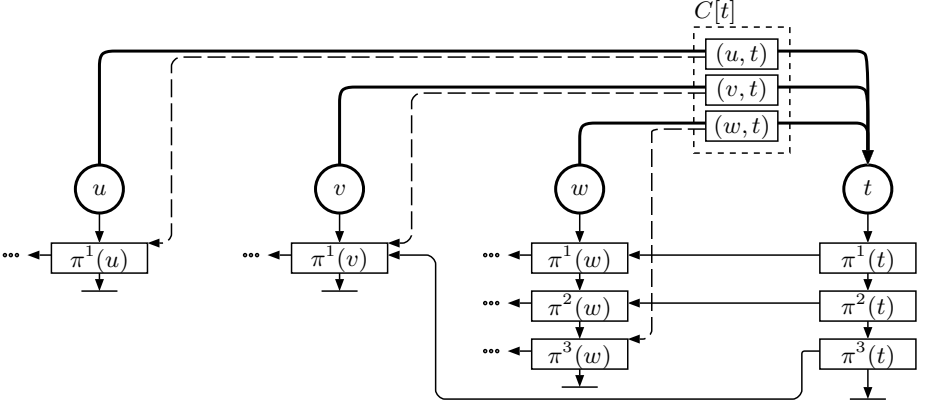 C[t]
(u, t)
(v, t)
(w, t)
u v w t
π¹(u) π¹(v) π¹(w) π¹(t)
π²(w) π²(t)
π³(w) π³(t)